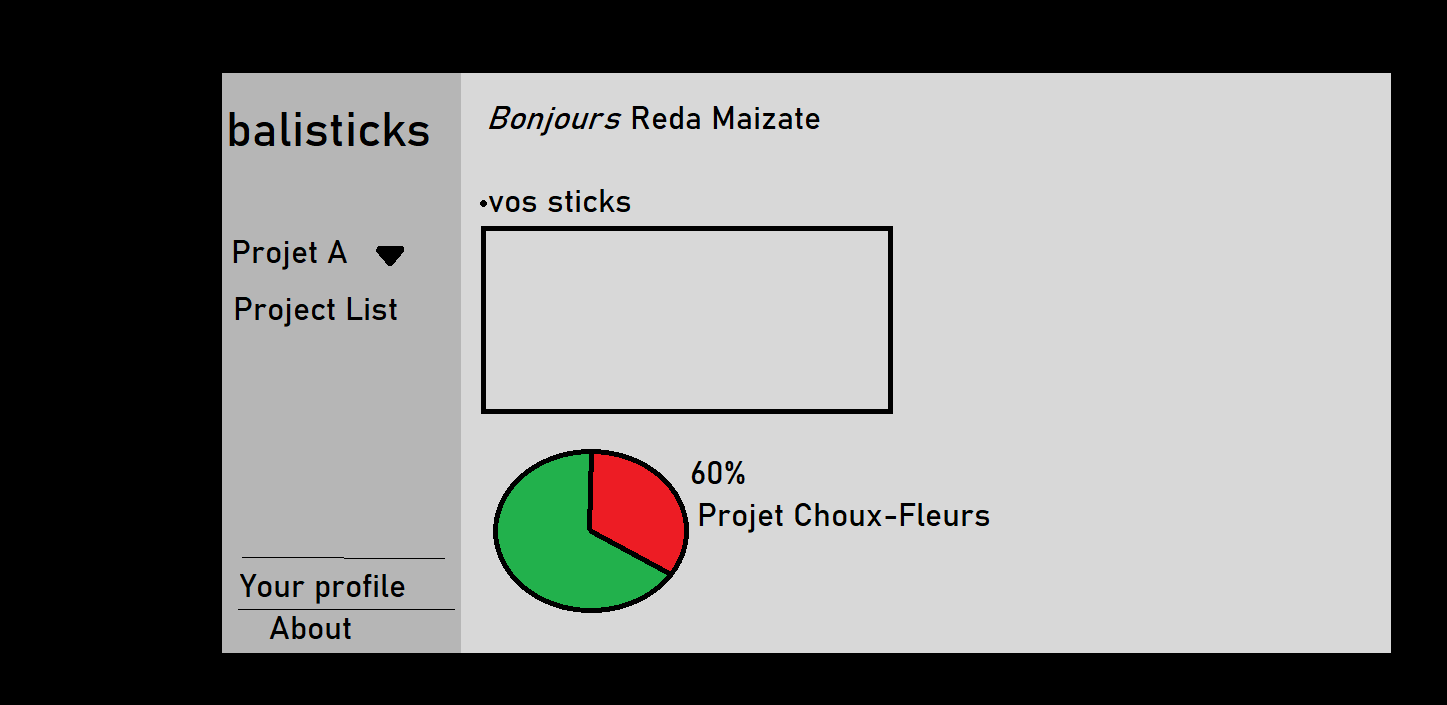 balisticks
Projet A
Project List
Your profile
About
Bonjours Reda Maizate
•vos sticks
60%
Projet Choux-Fleurs